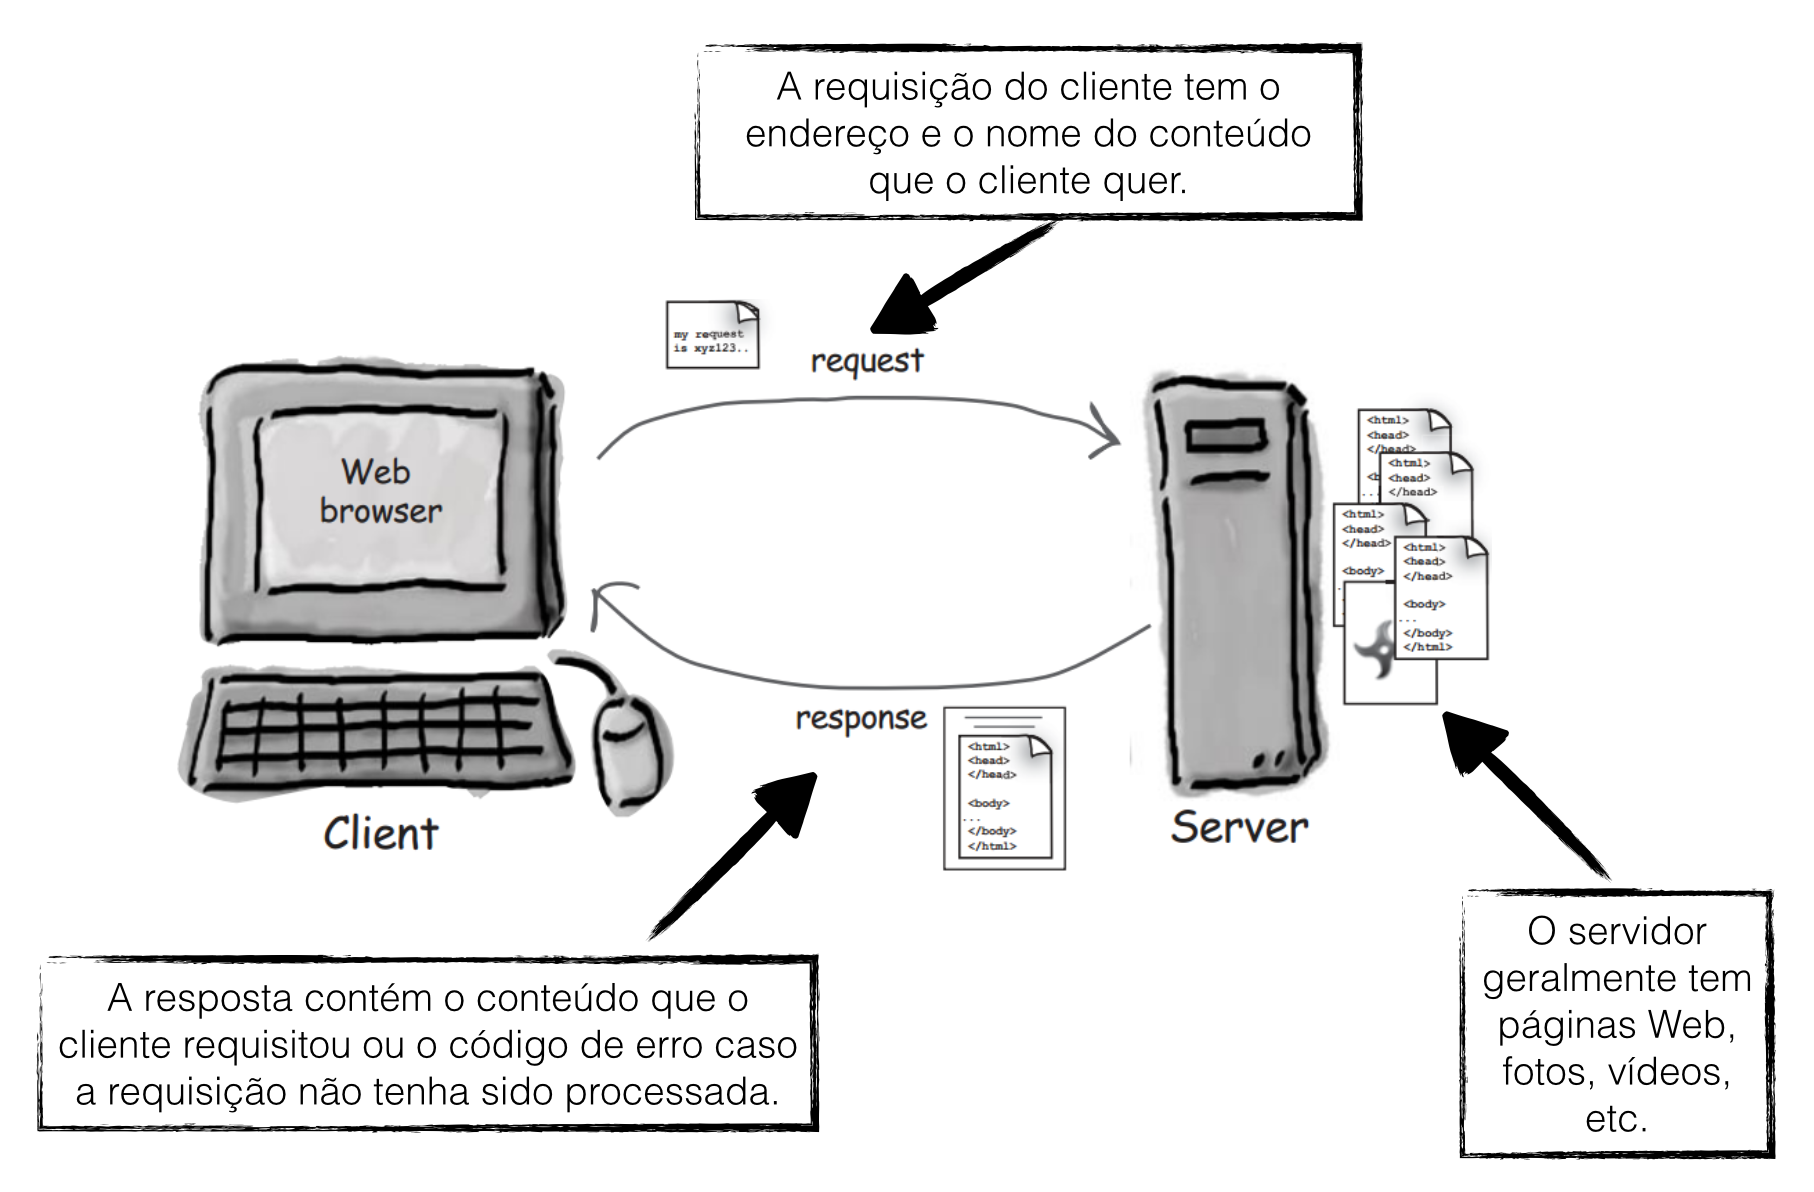 A requisição do cliente tem o
endereço e o nome do conteúdo
que o cliente quer.
my request
is xyz123..
request
Web
browser
<html>
<head>
</head>
<b
...
<html>
<head>
</head>
<html>
<head>
</head>
<body>
<html>
<head>
</head>
<body>
...
</body>
</html>
response
<html>
<head>
</head>
<body>
...
</body>
</html>
Client
Server
A resposta contém o conteúdo que o
cliente requisitou ou o código de erro caso
a requisição não tenha sido processada.
O servidor
geralmente tem
páginas Web,
fotos, vídeos,
etc.